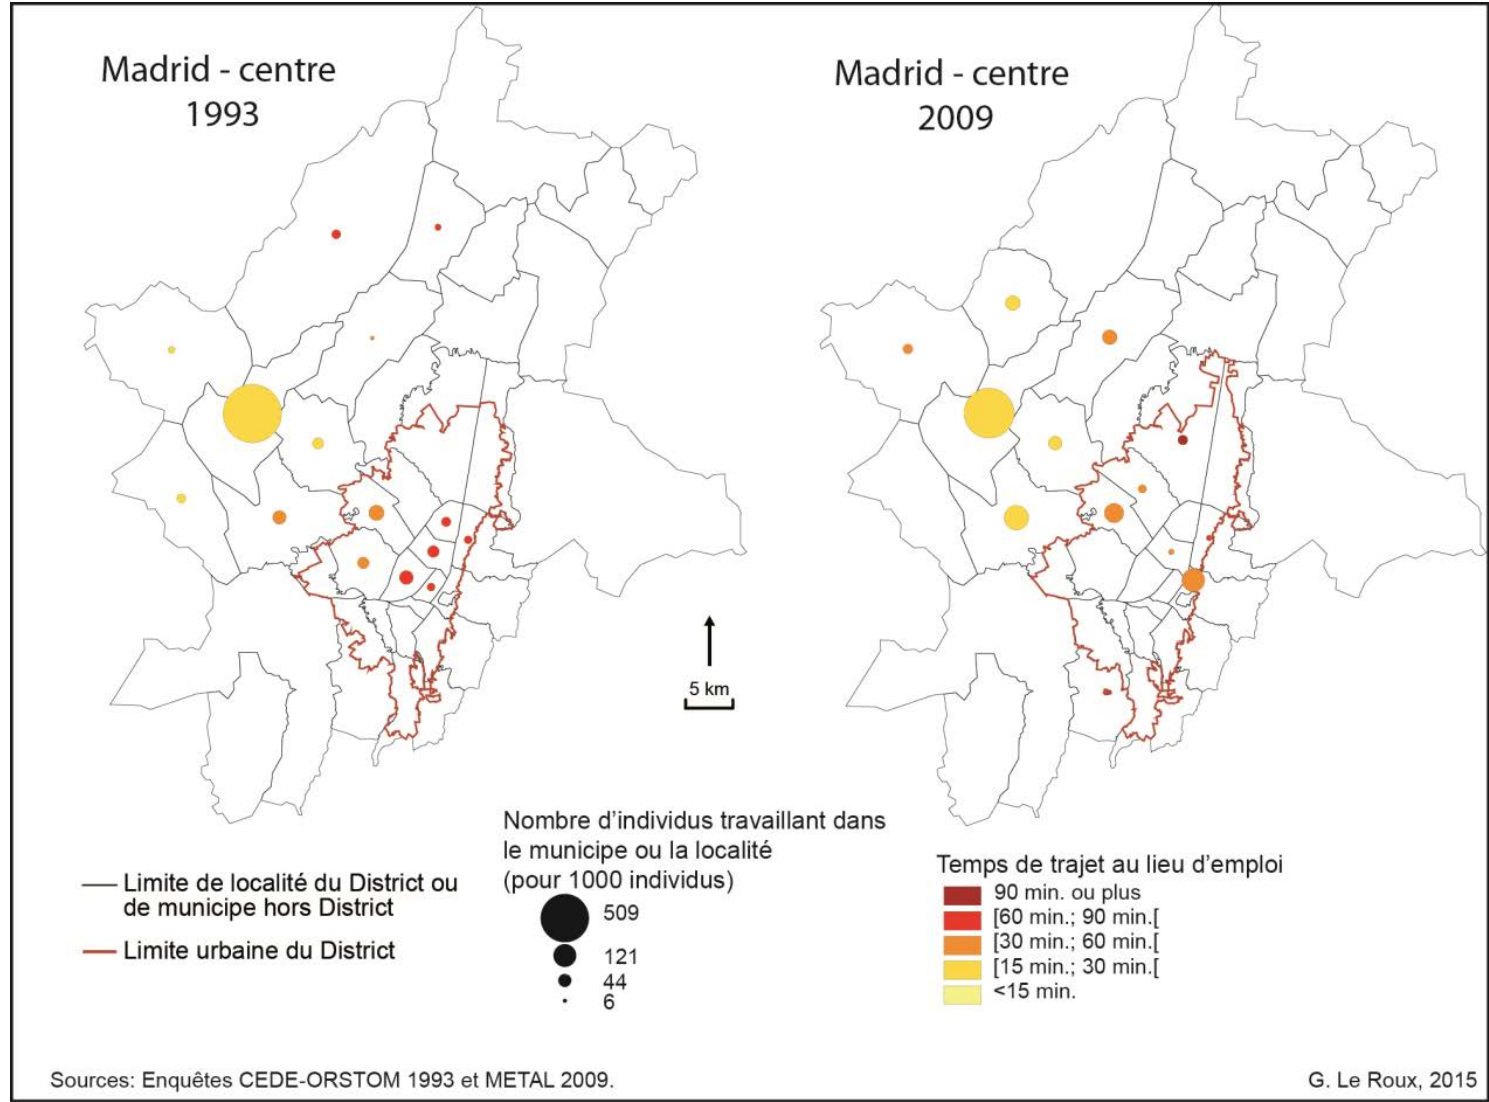 Madrid - centre
1993
Madrid - centre
2009
5 km
Nombre d'individus travaillant dans
le municipe ou la localité
(pour 1000 individus)
509
121
44
6
Limite de localité du District ou
de municipe hors District
Limite urbaine du District
Temps de trajet au lieu d'emploi
90 min. ou plus
[60 min.; 90 min.[
[30 min.; 60 min.[
[15 min.; 30 min.[
<15 min.
Sources: Enquêtes CEDE-ORSTOM 1993 et METAL 2009.
G. Le Roux, 2015